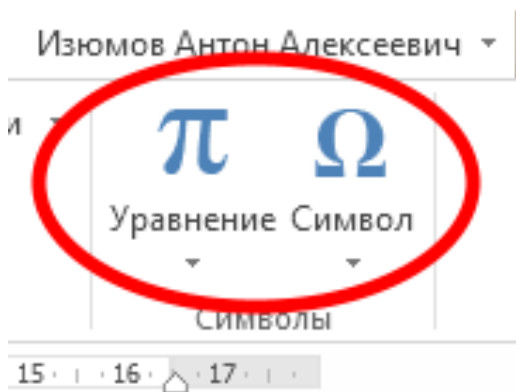 Изюмов Антон Алексеевич
и
π Ω
Уравнение Символ
Символы
15 16 17